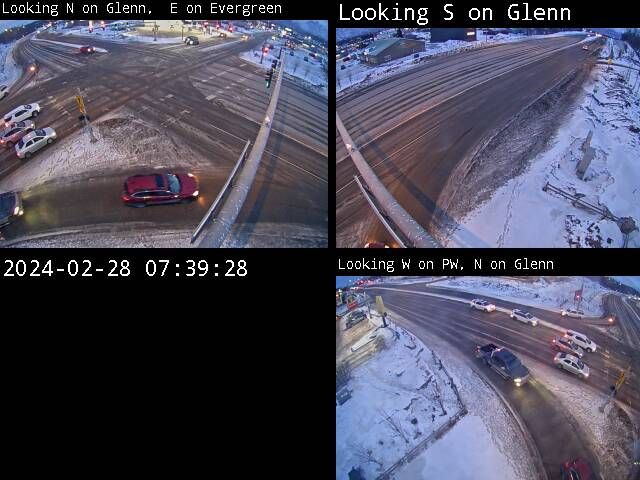 Looking N on Glenn,  E on Evergreen
Looking S on Glenn
2024-02-28 07:39:28
Looking W on PW, N on Glenn